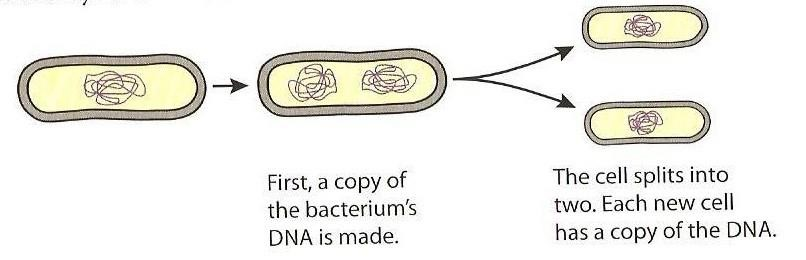 First, a copy of
the bacterium's
DNA is made.
The cell splits into
two. Each new cell
has a copy of the DNA.